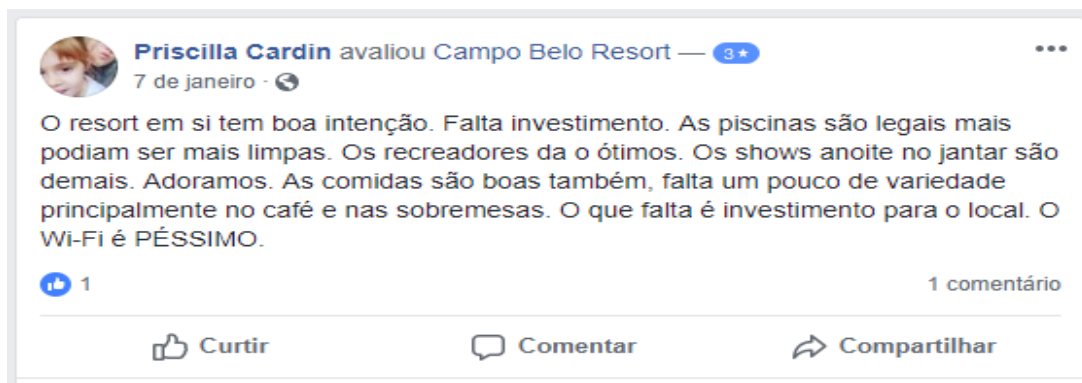 Priscilla Cardin avaliou Campo Belo Resort — 3★
7 de janeiro ·
O resort em si tem boa intenção. Falta investimento. As piscinas são legais mais
podiam ser mais limpas. Os recreadores da o ótimos. Os shows anoite no jantar são
demais. Adoramos. As comidas são boas também, falta um pouco de variedade
principalmente no café e nas sobremesas. O que falta é investimento para o local. O
Wi-Fi é PÉSSIMO.
1 1 comentário
Curtir Comentar Compartilhar